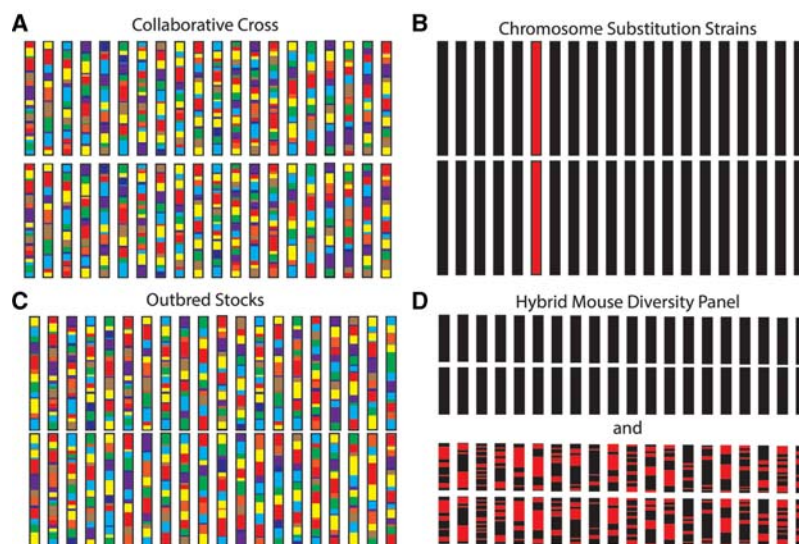 A
Collaborative Cross
B
Chromosome Substitution Strains
C
Outbred Stocks
D
Hybrid Mouse Diversity Panel
and